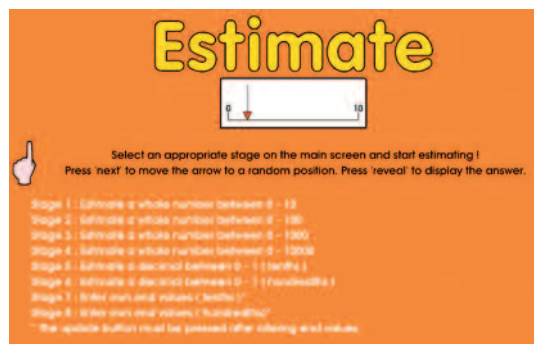 Estimate
0 10
Select an appropriate stage on the main screen and start estimating !
Press 'next' to move the arrow to a random position. Press 'reveal' to display the answer.
Stage 1 : Estimate a whole number between 0 - 10
Stage 2 : Estimate a whole number between 0 - 100
Stage 3 : Estimate a whole number between 0 - 1000
Stage 4 : Estimate a whole number between 0 - 10000
Stage 5 : Estimate a decimal between 0 - 1 ( tenths )
Stage 6 : Estimate a decimal between 0 - 1 ( hundredths )
Stage 7 : Enter own end values ( tenths )*
Stage 8 : Enter own end values ( hundredths)*
* the update button must be pressed after altering end values